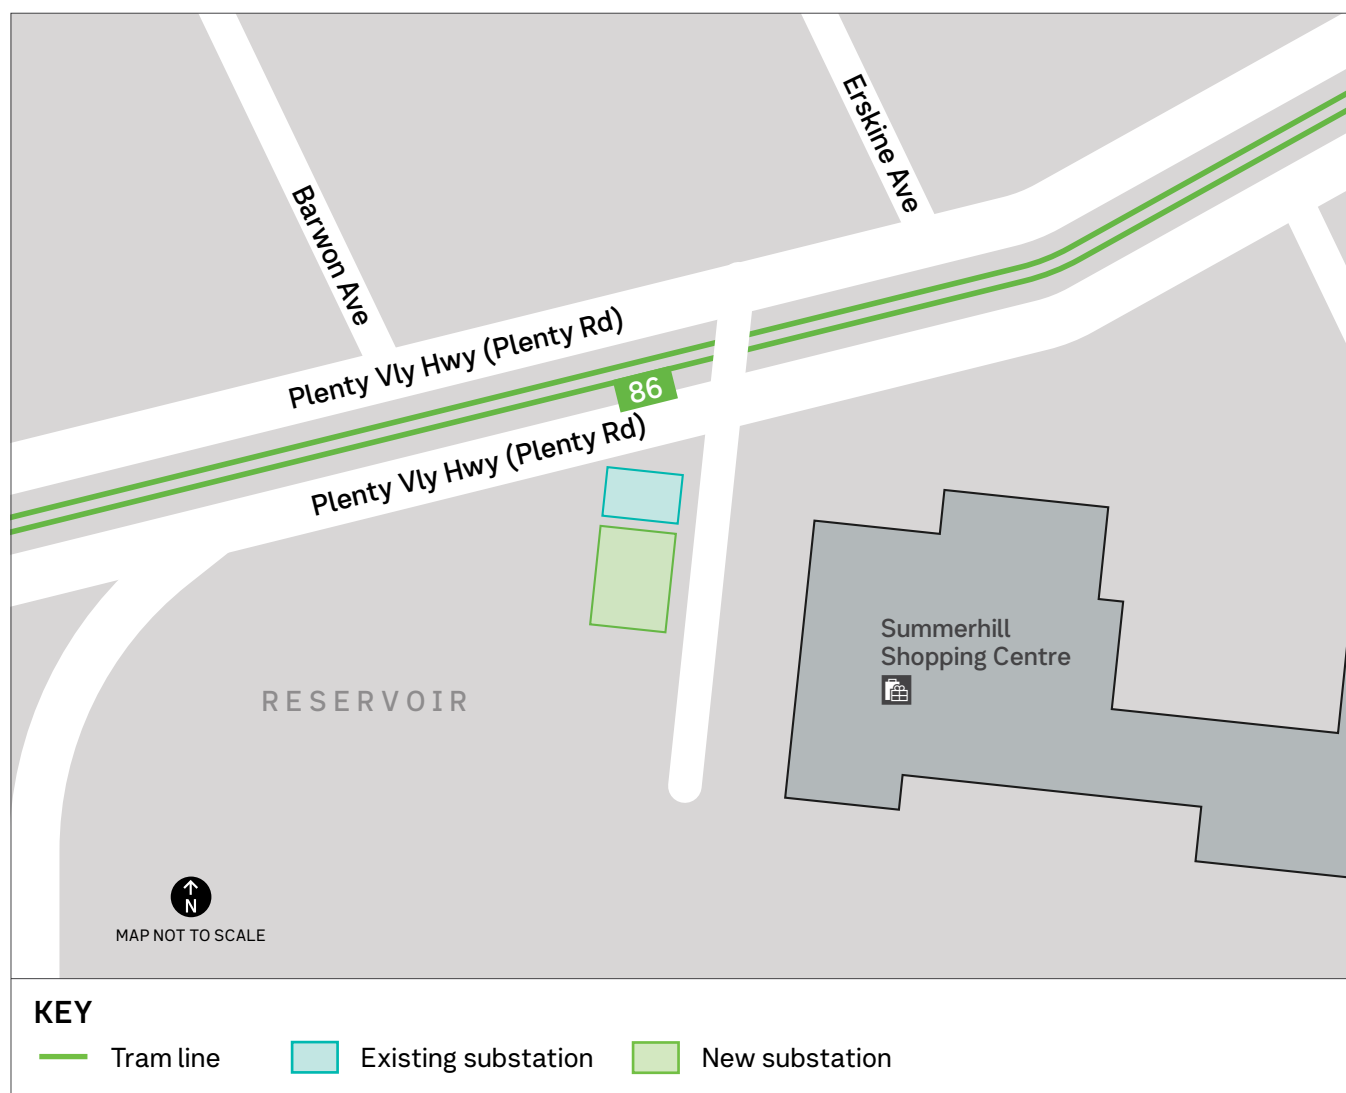 Erskine Ave
Barwon Ave
Plenty Vly Hwy (Plenty Rd)
86
Plenty Vly Hwy (Plenty Rd)
Summerhill
Shopping Centre
RESERVOIR
N
MAP NOT TO SCALE
KEY
Tram line
Existing substation
New substation